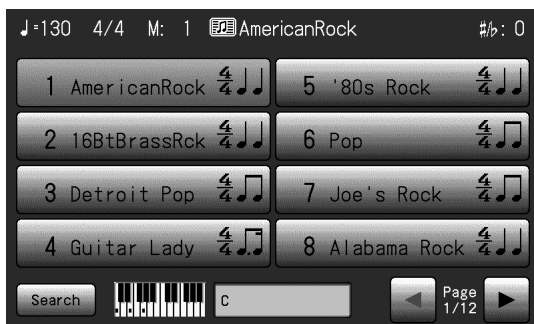 ♩=130 4/4 M: 1 AmericanRock ♯/♭: 0
1 AmericanRock 4/4
2 16BtBrassRck 4/4
3 Detroit Pop 4/4
4 Guitar Lady 4/4
5 '80s Rock 4/4
6 Pop 4/4
7 Joe's Rock 4/4
8 Alabama Rock 4/4
Search
C
Page
1/12